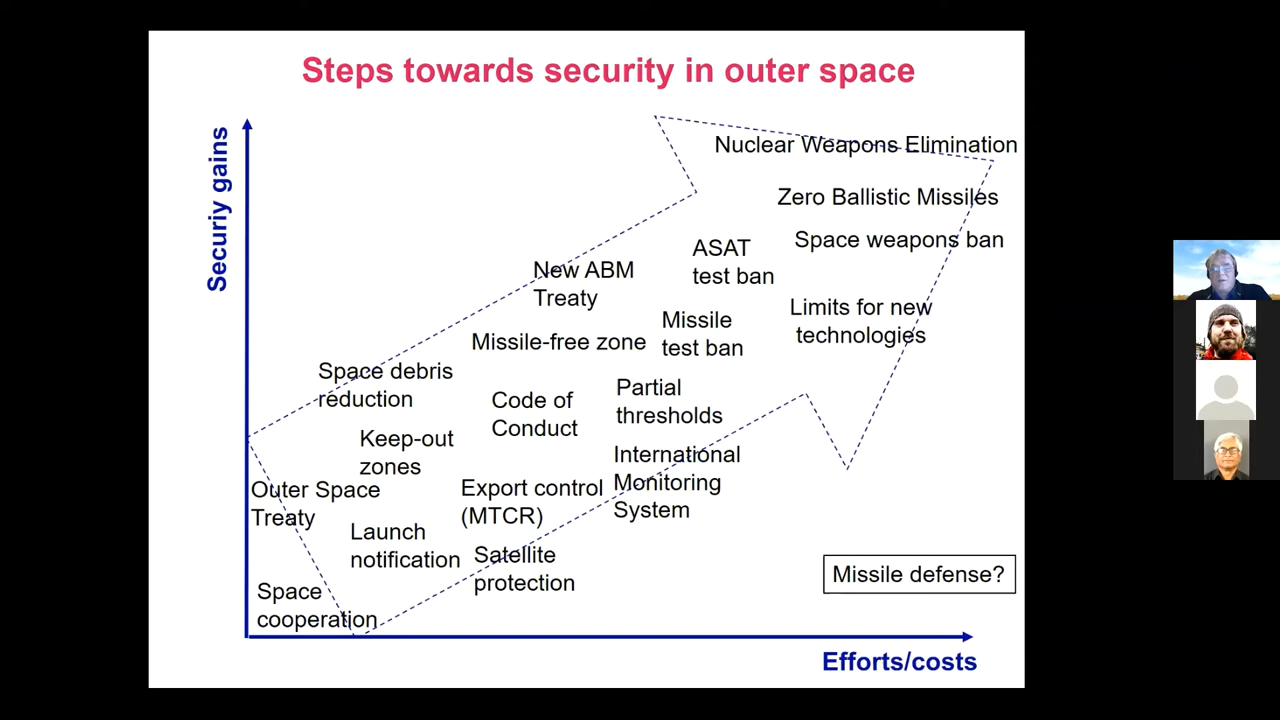 Steps towards security in outer space
Securiy gains
Nuclear Weapons Elimination
Zero Ballistic Missiles
Space weapons ban
ASAT
test ban
New ABM
Treaty
Limits for new
technologies
Missile
test ban
Missile-free zone
Space debris
reduction
Partial
thresholds
Code of
Conduct
Keep-out
zones
International
Monitoring
System
Outer Space
Treaty
Export control
(MTCR)
Launch
notification
Satellite
protection
Missile defense?
Space
cooperation
Efforts/costs